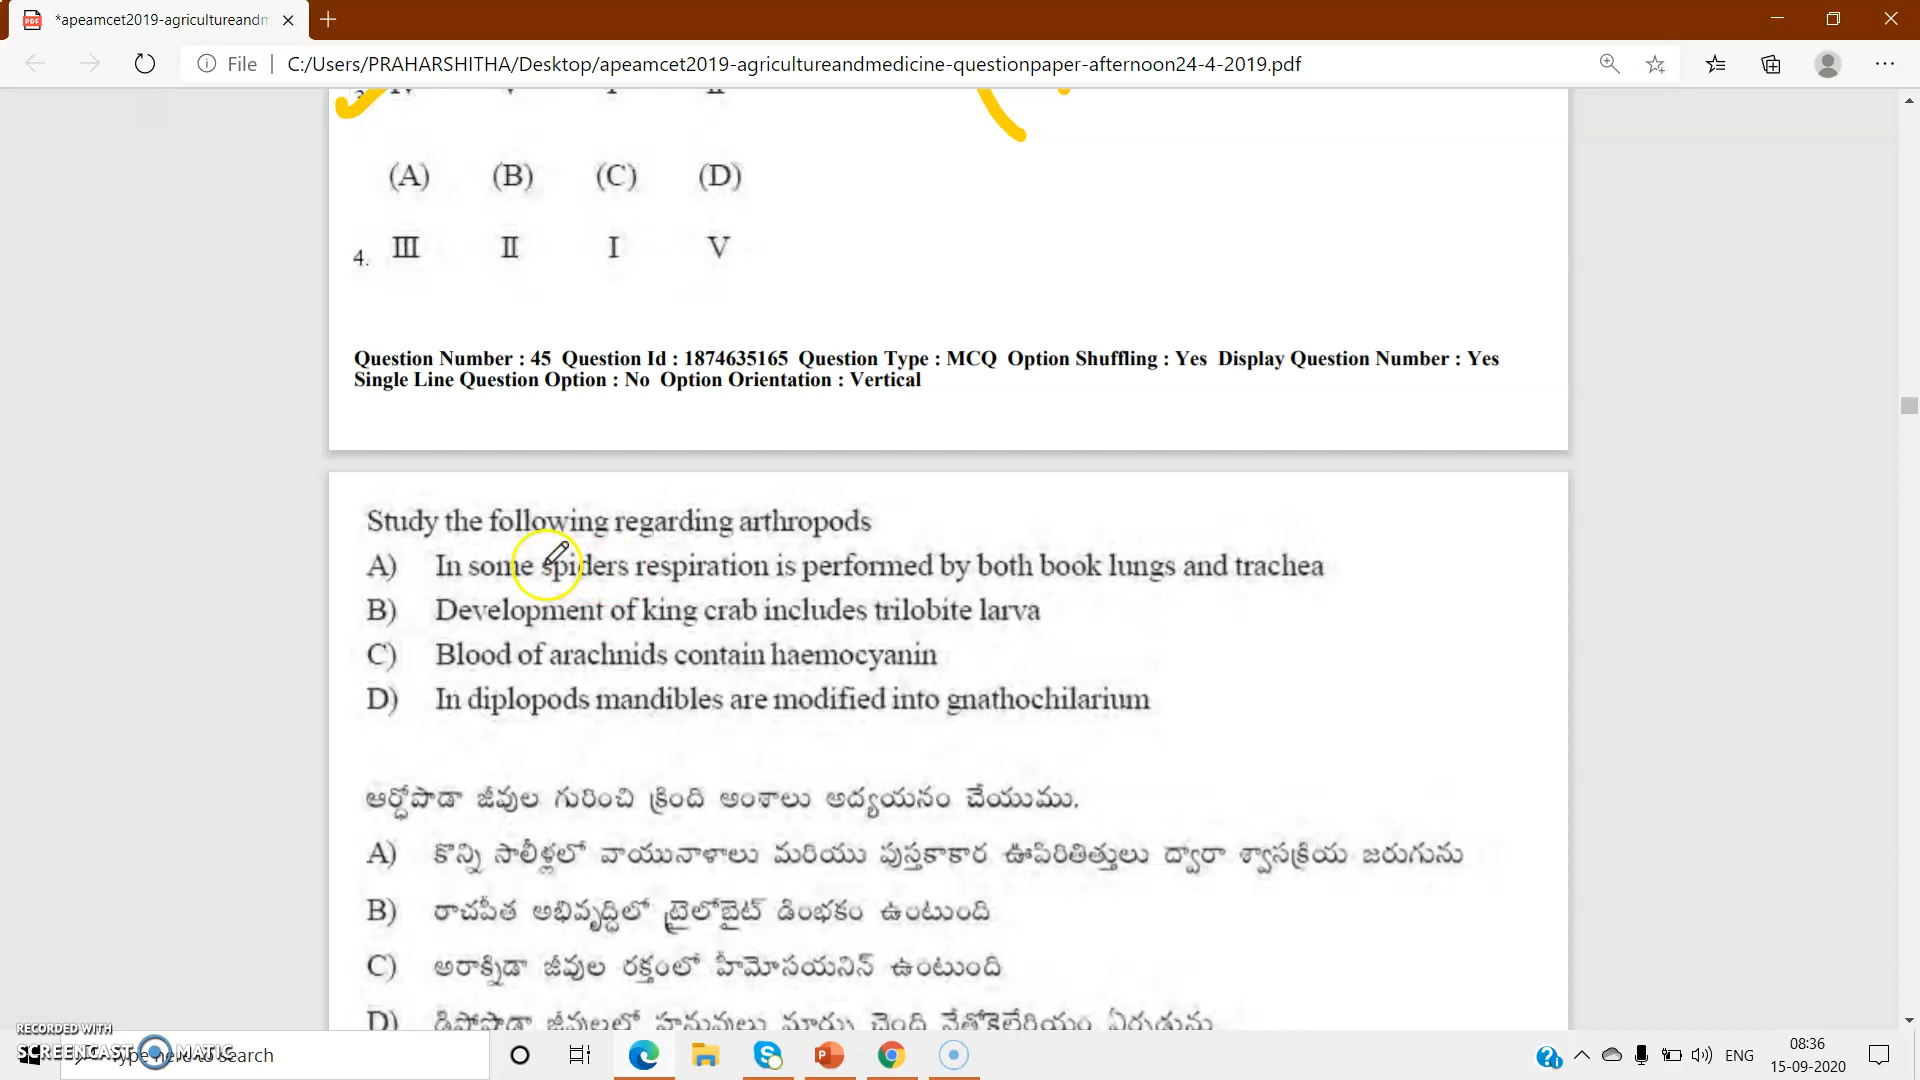 *apeamcet2019-agricultureandm
File | C:/Users/PRAHARSHITHA/Desktop/apeamcet2019-agricultureandmedicine-questionpaper-afternoon24-4-2019.pdf
(A) (B) (C) (D)
4. III II I V
Question Number : 45 Question Id : 1874635165 Question Type : MCQ Option Shuffling : Yes Display Question Number : Yes
Single Line Question Option : No Option Orientation : Vertical
Study the following regarding arthropods
A) In some spiders respiration is performed by both book lungs and trachea
B) Development of king crab includes trilobite larva
C) Blood of arachnids contain haemocyanin
D) In diplopods mandibles are modified into gnathochilarium
ఆర్థోపొడా జీవుల గురించి క్రింది అంశాలు అధ్యయనం చేయుము.
A) కొన్ని సాలీళ్లలో వాయునాళాలు మరియు పుస్తకాకార ఊపిరితిత్తులు ద్వారా శ్వాసక్రియ జరుగును
B) రాచపీత అభివృద్ధిలో ట్రైలోబైట్ డింభకం ఉంటుంది
C) అరాక్నిడా జీవుల రక్తంలో హీమోసయనిన్ ఉంటుంది
RECORDED WITH
SCREENCAST MATIC
Type here to search
ENG
08:36
15-09-2020